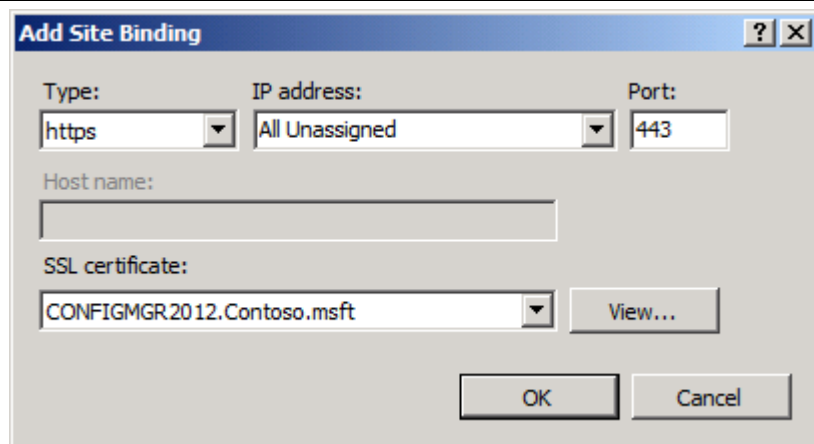 Add Site Binding
Type: IP address: Port:
https All Unassigned 443
Host name:
SSL certificate:
CONFIGMGR2012.Contoso.msft View...
OK Cancel